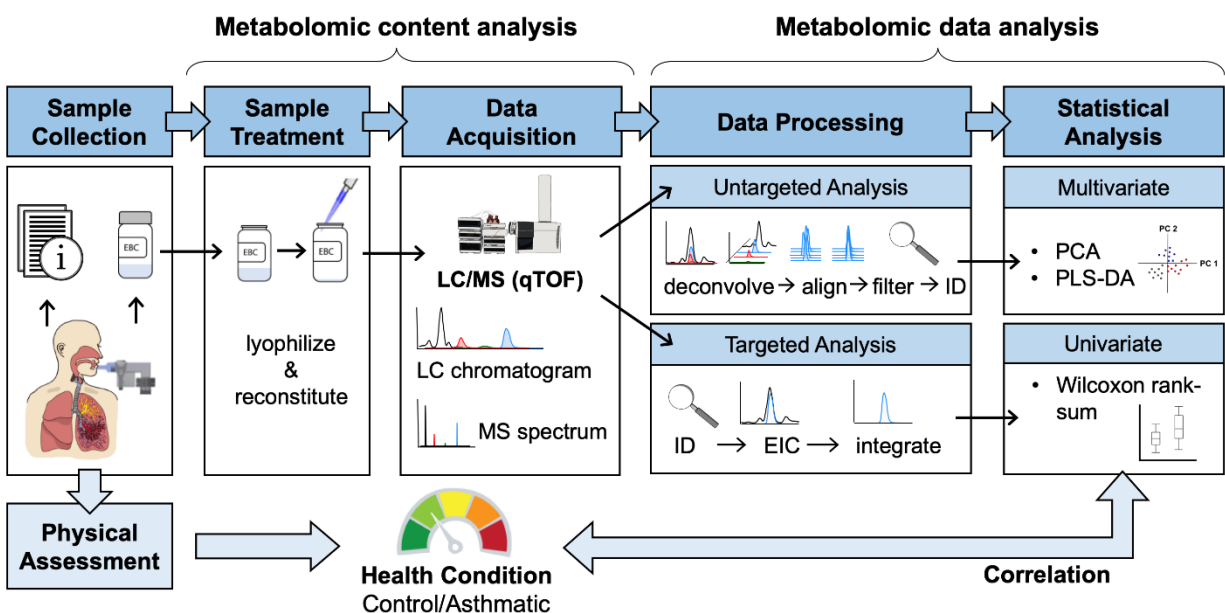 Metabolomic content analysis
Metabolomic data analysis
Sample
Collection
Sample
Treatment
Data
Acquisition
Data Processing
Statistical
Analysis
i
EBC
EBC
EBC
lyophilize
&
reconstitute
LC/MS (qTOF)
LC chromatogram
MS spectrum
Untargeted Analysis
deconvolve
align
filter
ID
Targeted Analysis
ID
EIC
integrate
Multivariate
• PCA
• PLS-DA
PC 2
PC 1
Univariate
• Wilcoxon rank-
sum
Physical
Assessment
Health Condition
Control/Asthmatic
Correlation